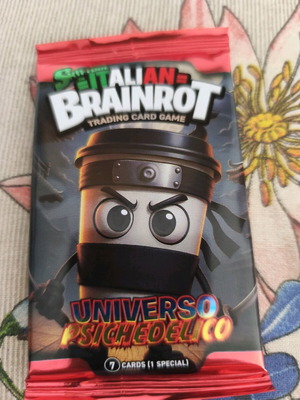 ITALIAN
BRAINROT
TRADING CARD GAME
UNIVERSO
PSICHEDELICO
7 CARDS (1 SPECIAL)